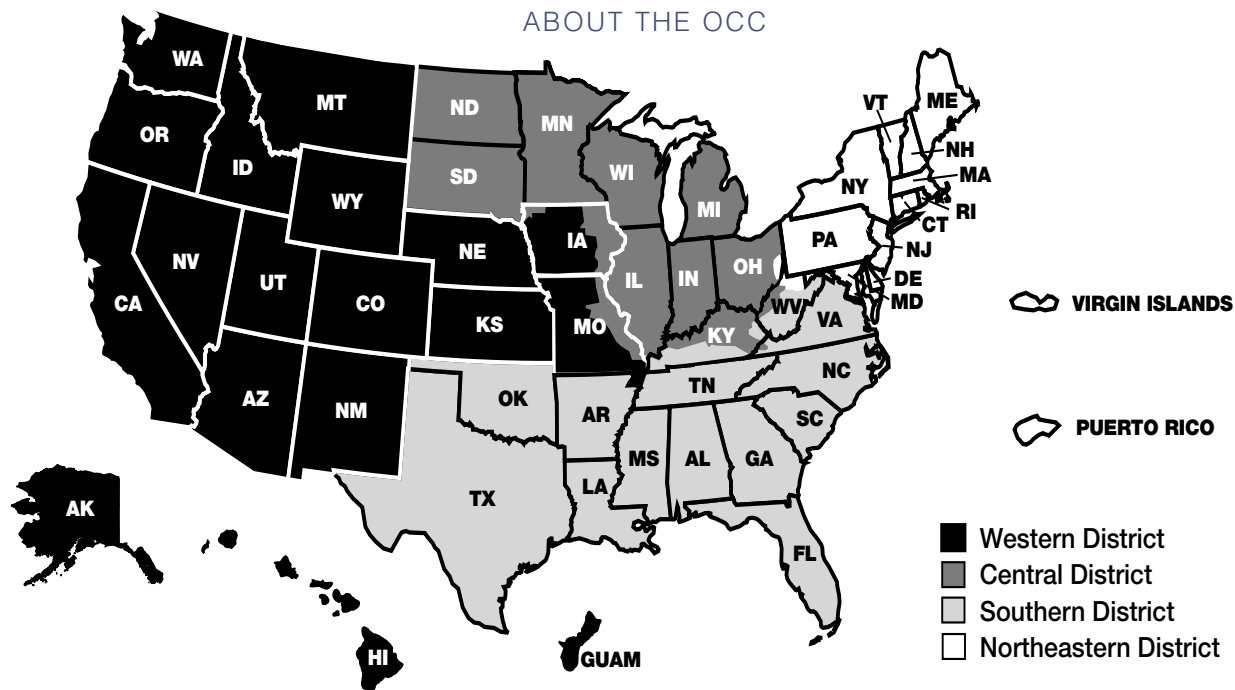 ABOUT THE OCC
WA
MT
ND
MN
VT
ME
OR
ID
SD
WI
NH
MA
WY
MI
NY
RI
CT
NE
IA
PA
NJ
NV
UT
CO
IL
IN
OH
DE
MD
CA
KS
MO
WV
VA
KY
VIRGIN ISLANDS
AZ
NM
OK
AR
TN
NC
SC
PUERTO RICO
TX
LA
MS
AL
GA
AK
FL
HI
GUAM
Western District
Central District
Southern District
Northeastern District